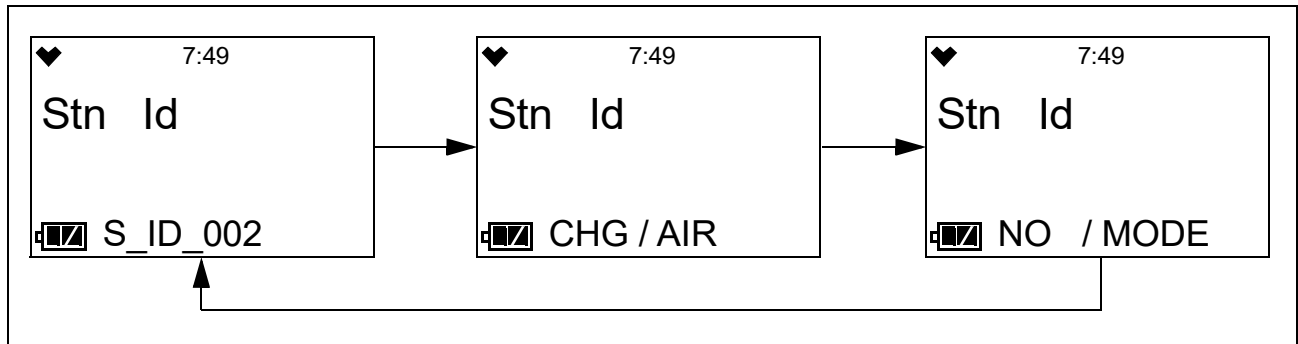 7:49
Stn Id
S_ID_002
7:49
Stn Id
CHG / AIR
7:49
Stn Id
NO / MODE